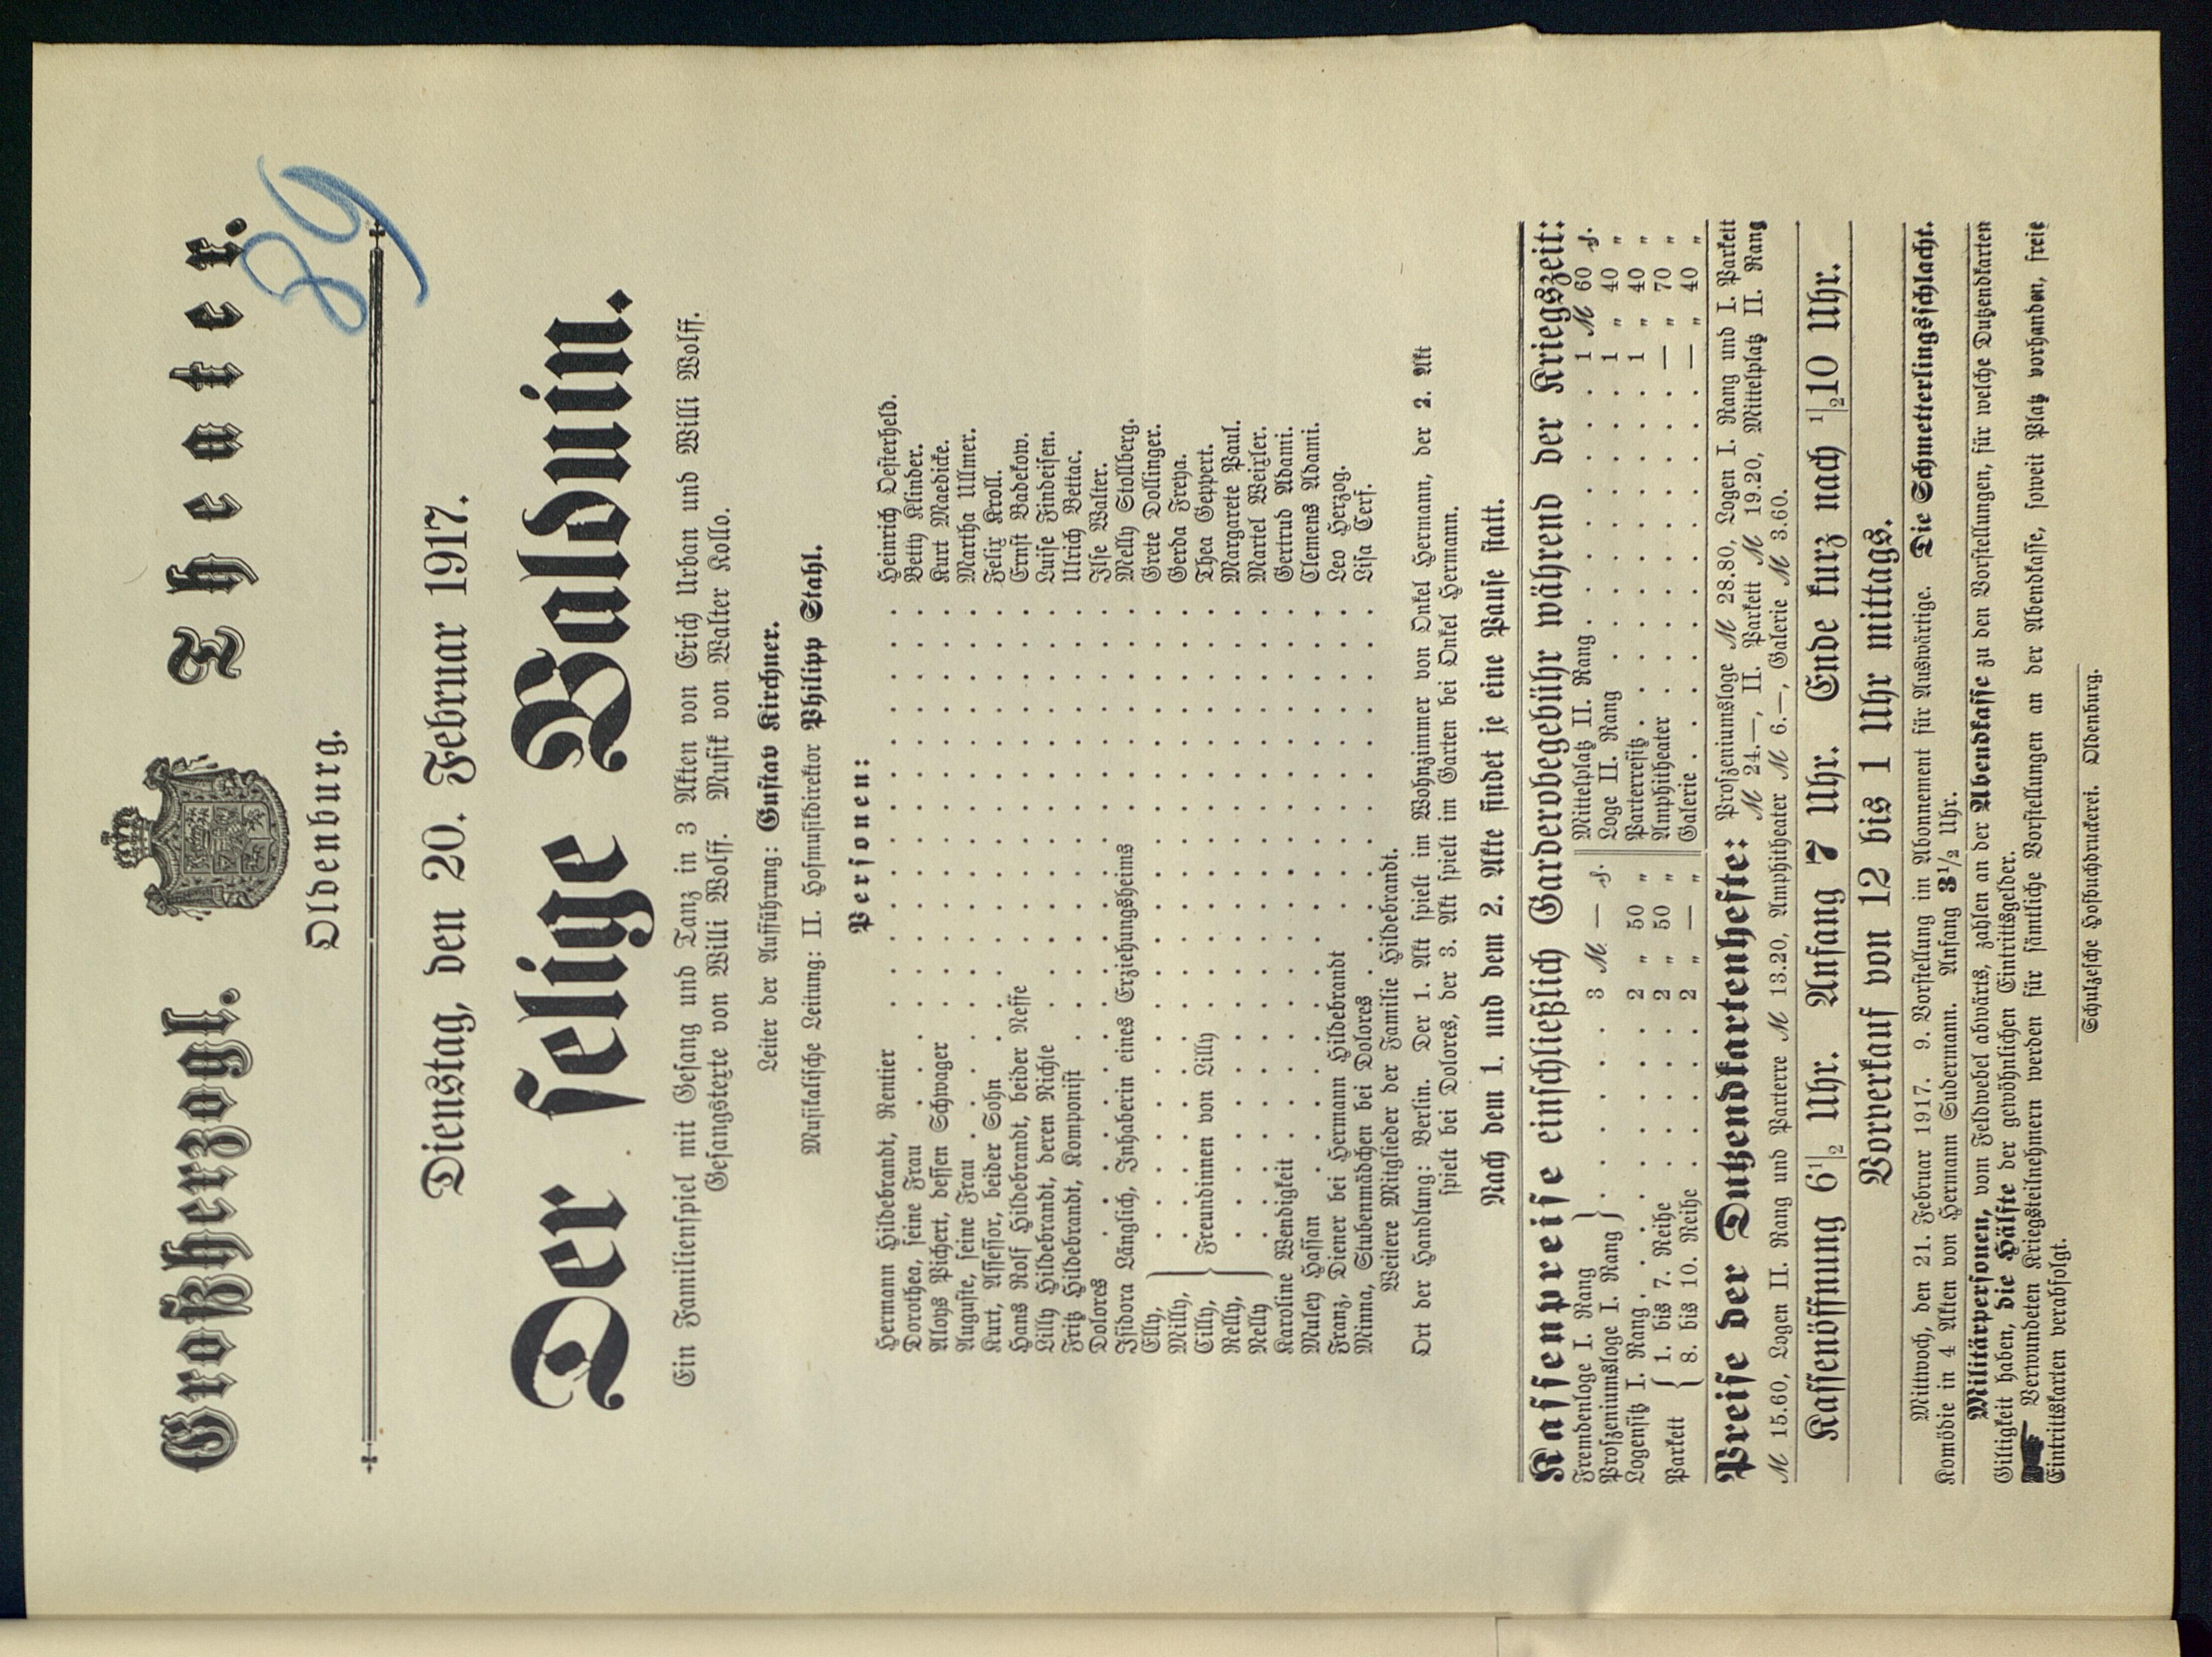 Großherzogl. Theater.
89
Oldenburg.
Dienstag, den 20. Februar 1917.
Der selige Balduin.
Ein Familienspiel mit Gesang und Tanz in 3 Akten von Erich Urban und Willi Wolff.
Gesangstexte von Willi Wolff. Musik von Walter Kollo.
Leiter der Aufführung: Gustav Kirchner.
Musikalische Leitung: II. Hofmusikdirektor Philipp Stahl.
Personen:
Hermann Hildebrandt, Rentier . . . Heinrich Oesterheld.
Dorothea, seine Frau . . . Betty Kinder.
Aloys Pichert, dessen Schwager . . . Kurt Maedicke.
Auguste, seine Frau . . . Martha Ullmer.
Kurt, Assessor, beider Sohn . . . Felix Kroll.
Hans Rolf Hildebrandt, beider Neffe . . . Ernst Badekow.
Lilly Hildebrandt, deren Nichte . . . Luise Findeisen.
Fritz Hildebrandt, Komponist . . . Ulrich Bettac.
Dolores . . . Ilse Walter.
Isidora Länglich, Inhaberin eines Erziehungsheims . . . Melly Stollberg.
Elly, . . . Grete Dollinger.
Milly, . . . Gerda Freya.
Cilly, } Freundinnen von Lilly . . . Thea Geppert.
Relly, . . . Margarete Paul.
Nelly . . . Martel Weixler.
Karoline Wendigkeit . . . Gertrud Adami.
Muley Hassan . . . Clemens Adami.
Franz, Diener bei Hermann Hildebrandt . . . Leo Herzog.
Minna, Stubenmädchen bei Dolores . . . Lisa Cerf.
Weitere Mitglieder der Familie Hildebrandt.
Ort der Handlung: Berlin. Der 1. Akt spielt im Wohnzimmer von Onkel Hermann, der 2. Akt
spielt bei Dolores, der 3. Akt spielt im Garten bei Onkel Hermann.
Nach dem 1. und dem 2. Akte findet je eine Pause statt.
Kassenpreise einschließlich Garderobegebühr während der Kriegszeit:
Fremdenloge I. Rang
Proszeniumsloge I. Rang } . . . 3 M. — ₰.
Logensitz I. Rang . . . 2 „ 50 „
Parkett { 1. bis 7. Reihe . . . 2 „ 50 „
8. bis 10. Reihe . . . 2 „ — „
Mittelplatz II. Rang . . . 1 M 60 ₰.
Loge II. Rang . . . 1 „ 40 „
Parterresitz . . . 1 „ 40 „
Amphitheater . . . — „ 70 „
Galerie . . . — „ 40 „
Preise der Dutzendkartenhefte: Proszeniumsloge M 28.80, Logen I. Rang und I. Parkett
M 24.—, II. Parkett M 19.20, Mittelplatz II. Rang
M 15.60, Logen II. Rang und Parterre M 13.20, Amphitheater M 6.—, Galerie M 3.60.
Kassenöffnung 6½ Uhr. Anfang 7 Uhr. Ende kurz nach ½10 Uhr.
Vorverkauf von 12 bis 1 Uhr mittags.
Mittwoch, den 21. Februar 1917. 9. Vorstellung im Abonnement für Auswärtige. Die Schmetterlingsschlacht.
Komödie in 4 Akten von Hermann Sudermann. Anfang 3½ Uhr.
Militärpersonen, vom Feldwebel abwärts, zahlen an der Abendkasse zu den Vorstellungen, für welche Dutzendkarten
Giltigkeit haben, die Hälfte der gewöhnlichen Eintrittsgelder.
Verwundeten Kriegsteilnehmern werden für sämtliche Vorstellungen an der Abendkasse, soweit Platz vorhanden, freie
Eintrittskarten verabfolgt.
Schulzesche Hofbuchdruckerei. Oldenburg.